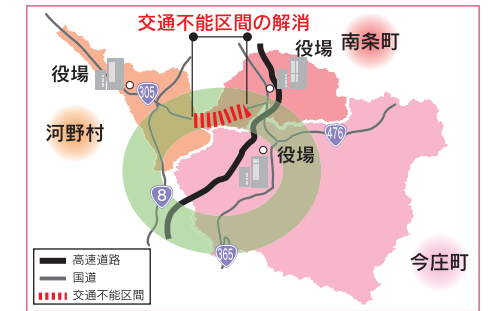 交通不能区間の解消
南条町
役場
役場
305
河野村
476
役場
8
365
今庄町
高速道路
国道
交通不能区間